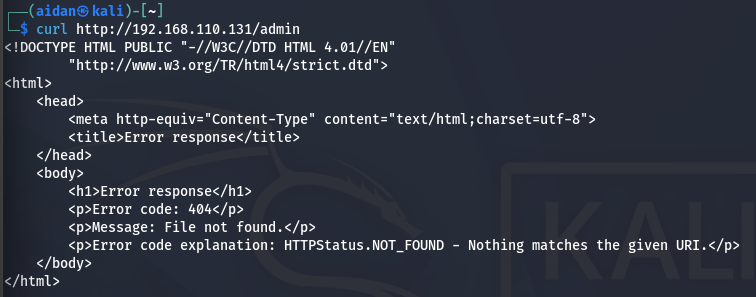 ┌──(aidan㉿kali)-[~]
└─$ curl http://192.168.110.131/admin
<!DOCTYPE HTML PUBLIC "-//W3C//DTD HTML 4.01//EN"
        "http://www.w3.org/TR/html4/strict.dtd">
<html>
    <head>
        <meta http-equiv="Content-Type" content="text/html;charset=utf-8">
        <title>Error response</title>
    </head>
    <body>
        <h1>Error response</h1>
        <p>Error code: 404</p>
        <p>Message: File not found.</p>
        <p>Error code explanation: HTTPStatus.NOT_FOUND - Nothing matches the given URI.</p>
    </body>
</html>
KALI